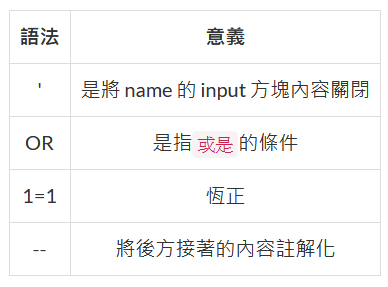 語法 意義
' 是將 name 的 input 方塊內容關閉
OR 是指 或是 的條件
1=1 恆正
-- 將後方接著的內容註解化